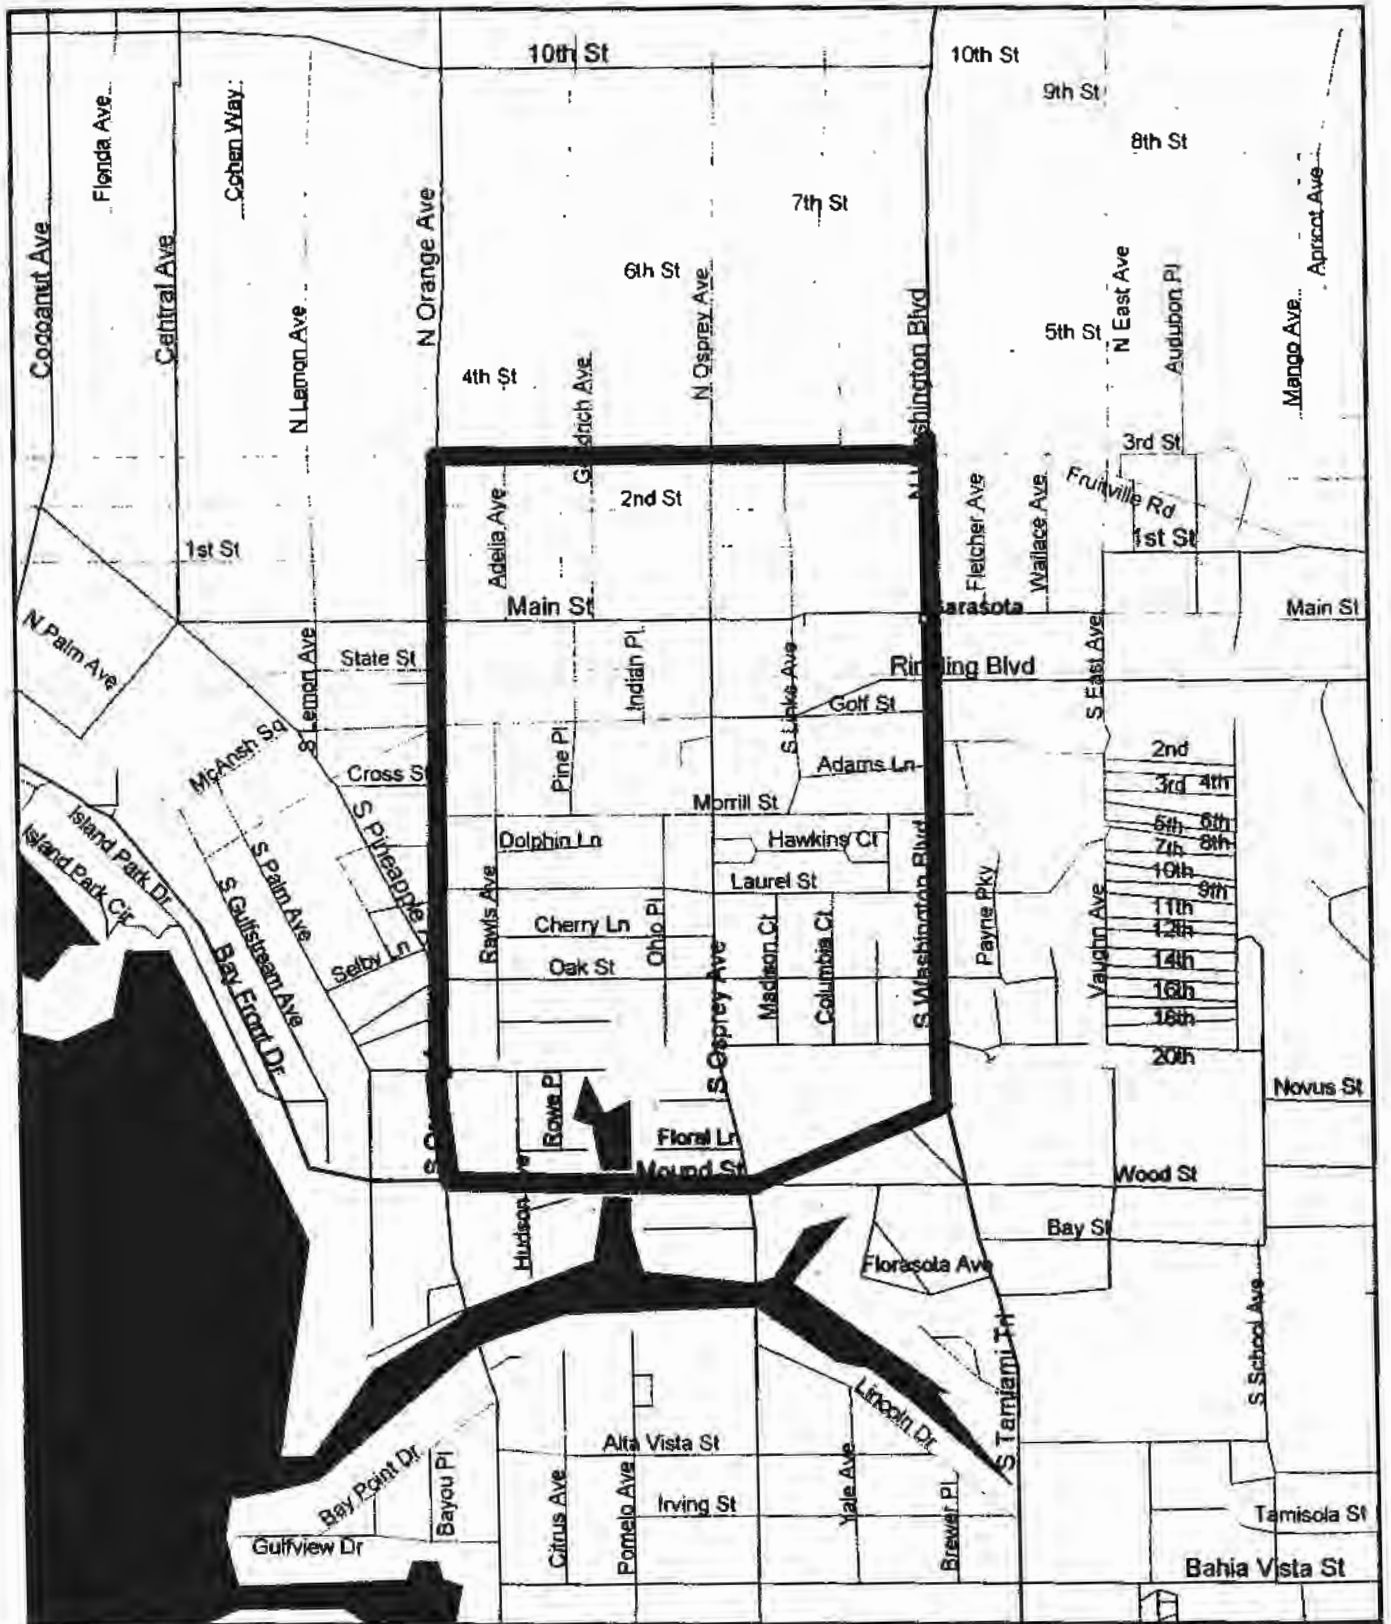 10th St
10th St
9th St
8th St
Florida Ave
Cohen Way
7th St
N Orange Ave
Cocoanut Ave
Central Ave
6th St
N Osprey Ave
N East Ave
Audubon Pl
Apricot Ave
Mango Ave
5th St
N Lemon Ave
4th St
3rd St
2nd St
Adelia Ave
Fletcher Ave
Wallace Ave
Fruitville Rd
1st St
1st St
Main St
Sarasota
Main St
N Palm Ave
State St
S Lemon Ave
Indian Pl
S Links Ave
Ringling Blvd
S East Ave
Golf St
McAnsh Sq
Cross St
Pine Pl
Adams Ln
2nd
3rd 4th
Morrill St
5th 6th
7th 8th
Island Park Dr
Island Park Cir
S Palm Ave
S Pineapple
Dolphin Ln
Hawkins Ct
Laurel St
10th
9th
11th
12th
S Gulfstream Ave
Bay Front Dr
Selby Ln
Rawls Ave
Cherry Ln
Oak St
Ohio Pl
S Osprey Ave
Madison Ct
Columbia Ct
S Washington Blvd
Payne Pky
Vaughn Ave
14th
16th
18th
20th
Novus St
Rowe Pl
Floral Ln
Mound St
Wood St
Hudson
Bay St
Florasota Ave
S School Ave
S Tamiami Trl
Lincoln Dr
Alta Vista St
Bay Point Dr
Bayou Pl
Citrus Ave
Pomelo Ave
Irving St
Yale Ave
Brewer Pl
Tamisola St
Gulfview Dr
Bahia Vista St